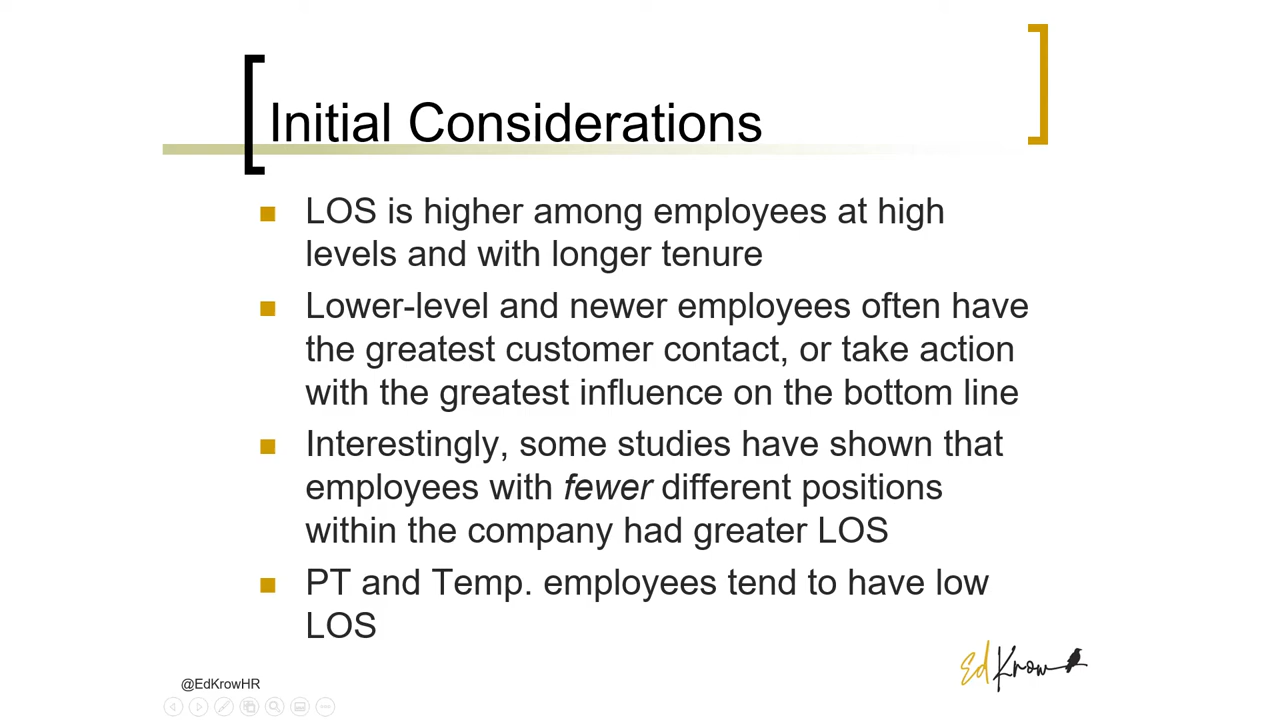 Initial Considerations
LOS is higher among employees at high
levels and with longer tenure
Lower-level and newer employees often have
the greatest customer contact, or take action
with the greatest influence on the bottom line
Interestingly, some studies have shown that
employees with fewer different positions
within the company had greater LOS
PT and Temp. employees tend to have low
LOS
Ed Krow
@EdKrowHR